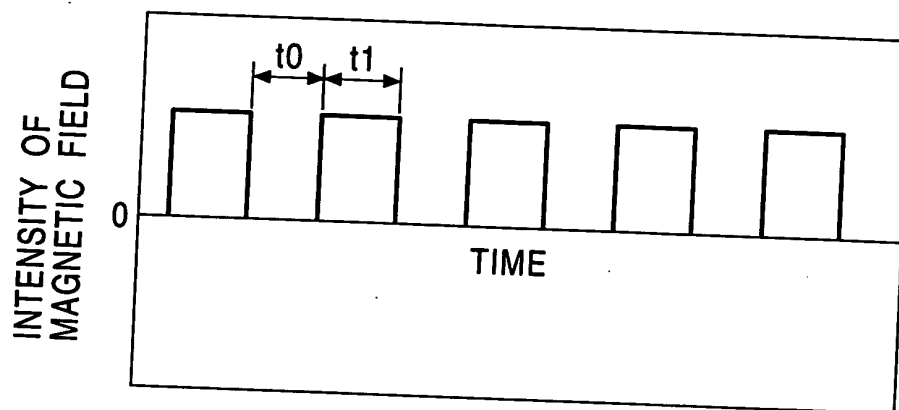 t0 t1
INTENSITY OF
MAGNETIC FIELD
0
TIME